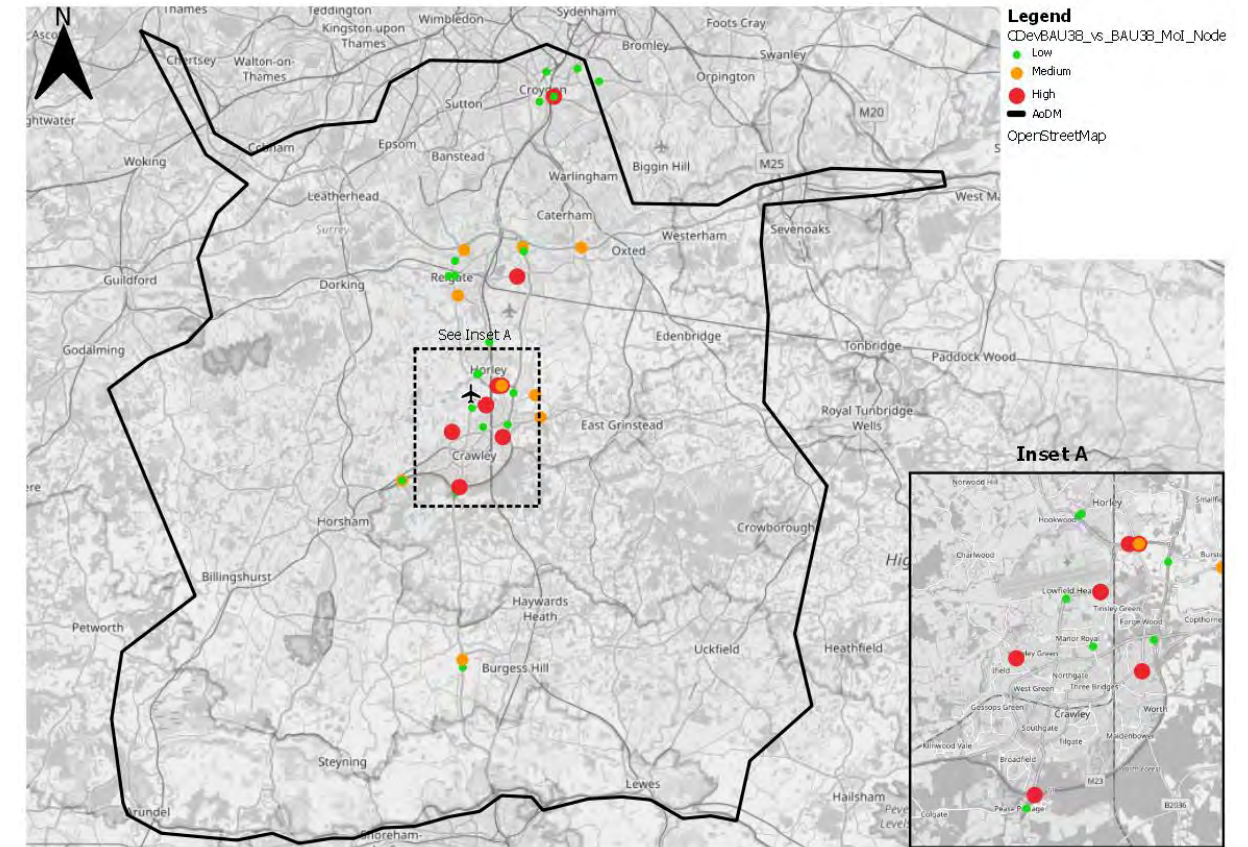 N
Thames
Teddington
Sydenham
Wimbledon
Foots Cray
Kingston upon
Thames
Bromley
Chertsey
Walton-on-
Thames
Swanley
Orpington
Croydon
Sutton
M20
Cobham
Epsom
Banstead
Biggin Hill
M25
Woking
Warlingham
Leatherhead
Caterham
Surrey
Westerham
Sevenoaks
Oxted
Guildford
Dorking
Reigate
See Inset A
Edenbridge
Godalming
Tonbridge
Paddock Wood
Horley
Royal Tunbridge
Wells
East Grinstead
Crawley
Horsham
Crowborough
Billingshurst
Haywards
Heath
Petworth
Uckfield
Heathfield
Burgess Hill
Steyning
Lewes
Hailsham
Arundel
Shoreham-
Legend
CDevBAU38_vs_BAU38_MoI_Node
Low
Medium
High
AoDM
OpenStreetMap
Inset A
Norwood Hill
Horley
Hookwood
Charlwood
Tinsley Green
Forge Wood
Copthorne
Manor Royal
Ifield
Northgate
West Green
Three Bridges
Gossops Green
Crawley
Worth
Southgate
Maidenbower
Tilgate
Kilnwood Vale
Broadfield
M23
Pease Pottage
B2036
Colgate